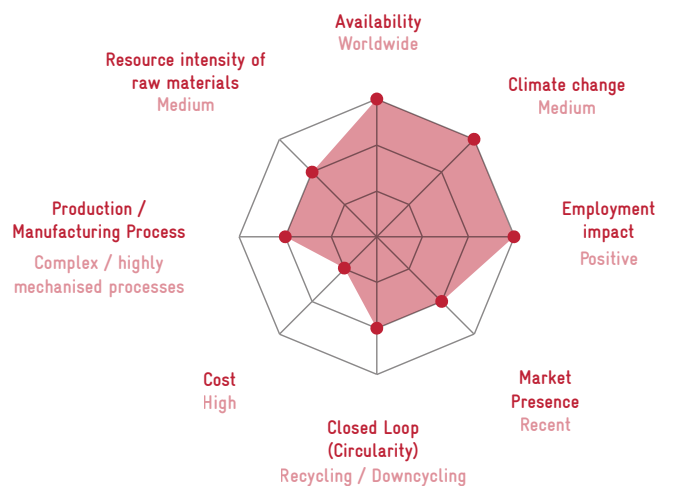 Availability
Worldwide
Resource intensity of
raw materials
Medium
Climate change
Medium
Production /
Manufacturing Process
Complex / highly
mechanised processes
Employment
impact
Positive
Cost
High
Market
Presence
Recent
Closed Loop
(Circularity)
Recycling / Downcycling